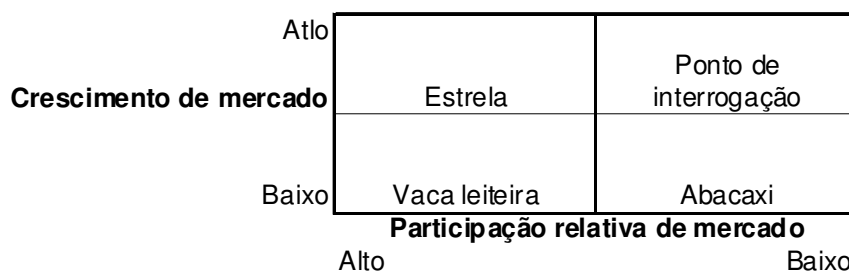 Atlo
Ponto de
Crescimento de mercado Estrela interrogação
Baixo Vaca leiteira Abacaxi
Participação relativa de mercado
Alto Baixo